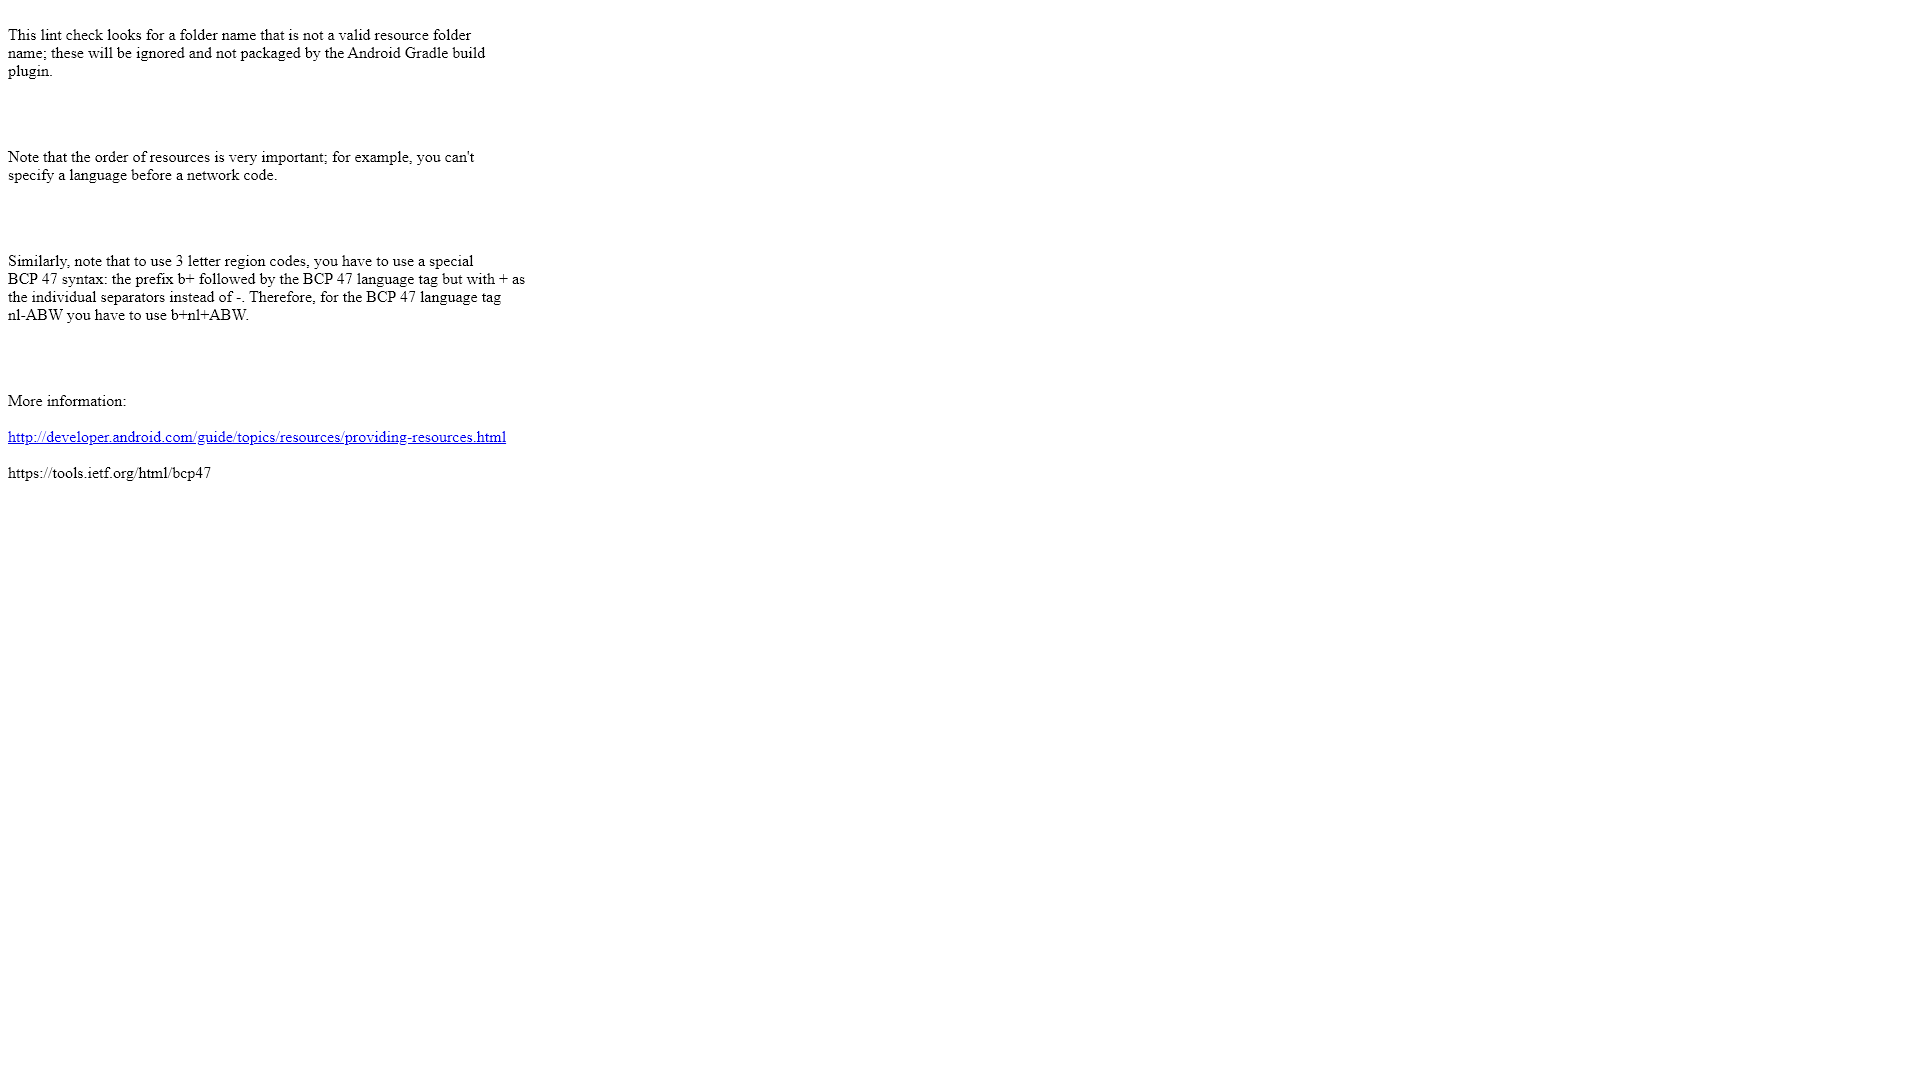 This lint check looks for a folder name that is not a valid resource folder
name; these will be ignored and not packaged by the Android Gradle build
plugin.
Note that the order of resources is very important; for example, you can't
specify a language before a network code.
Similarly, note that to use 3 letter region codes, you have to use a special
BCP 47 syntax: the prefix b+ followed by the BCP 47 language tag but with + as
the individual separators instead of -. Therefore, for the BCP 47 language tag
nl-ABW you have to use b+nl+ABW.
More information:
http://developer.android.com/guide/topics/resources/providing-resources.html
https://tools.ietf.org/html/bcp47